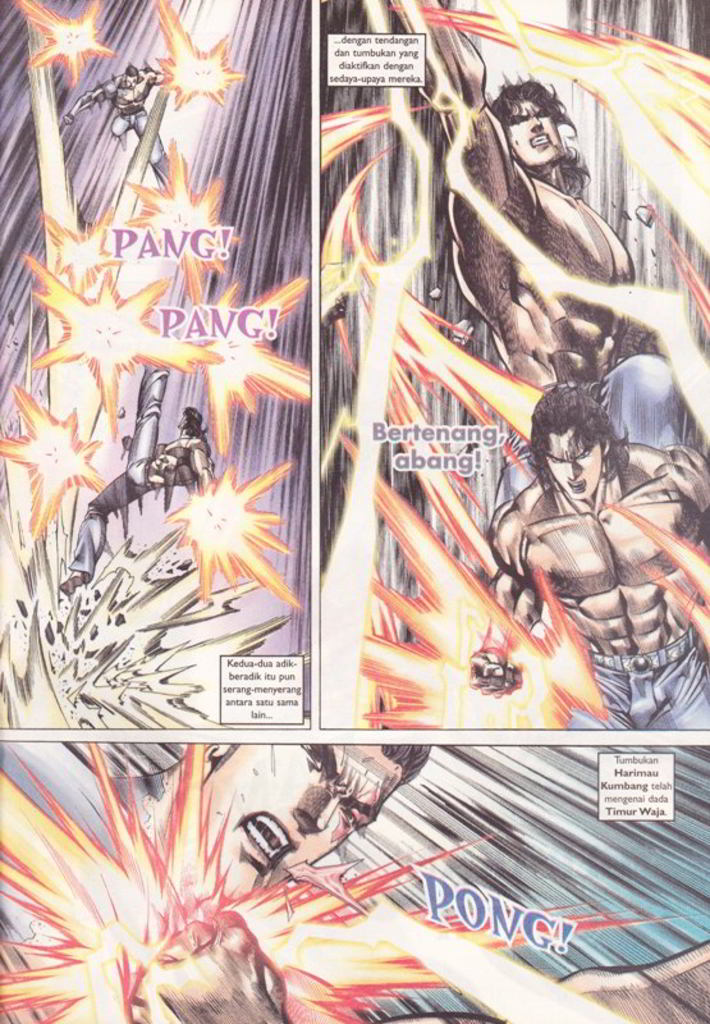 PANG!
PANG!
Kedua-dua adik-
beradik itu pun
serang-menyerang
antara satu sama
lain...
...dengan tendangan
dan tumbukan yang
diaktifkan dengan
sedaya-upaya mereka.
Bertenang,
abang!
Tumbukan
Harimau
Kumbang telah
mengenai dada
Timur Waja.
PONG!